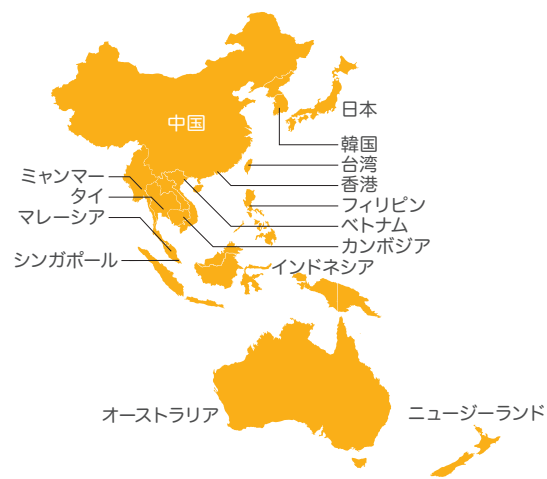 中国
日本
韓国
台湾
香港
フィリピン
ベトナム
カンボジア
インドネシア
ミャンマー
タイ
マレーシア
シンガポール
オーストラリア
ニュージーランド